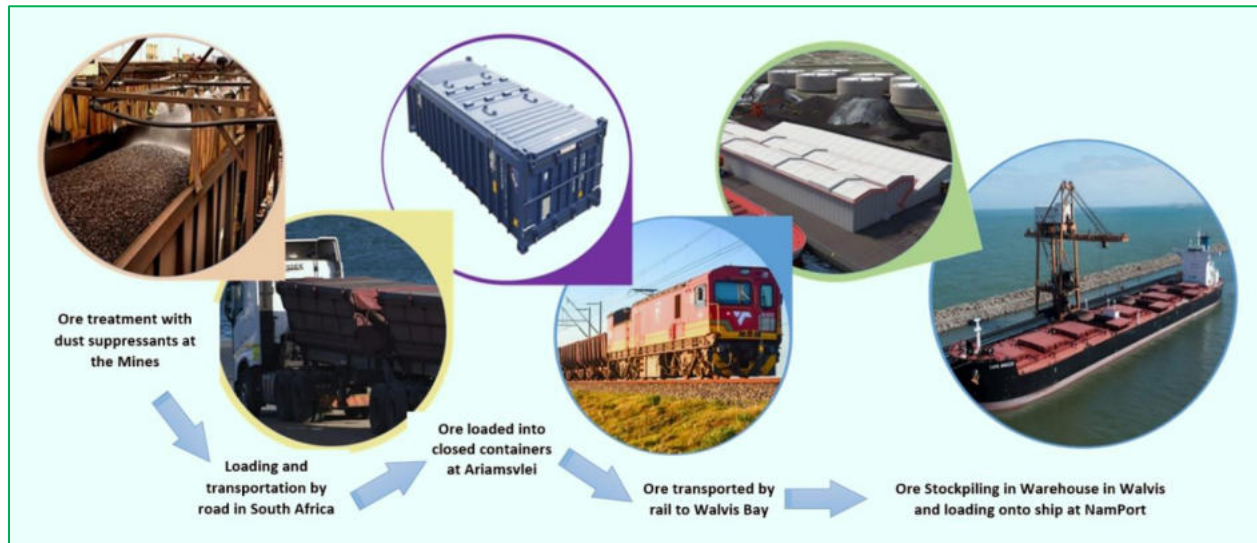 Ore treatment with
dust suppressants at
the Mines
Loading and
transportation by
road in South Africa
Ore loaded into
closed containers
at Ariamsvlei
Ore transported by
rail to Walvis Bay
Ore Stockpiling in Warehouse in Walvis
and loading onto ship at NamPort